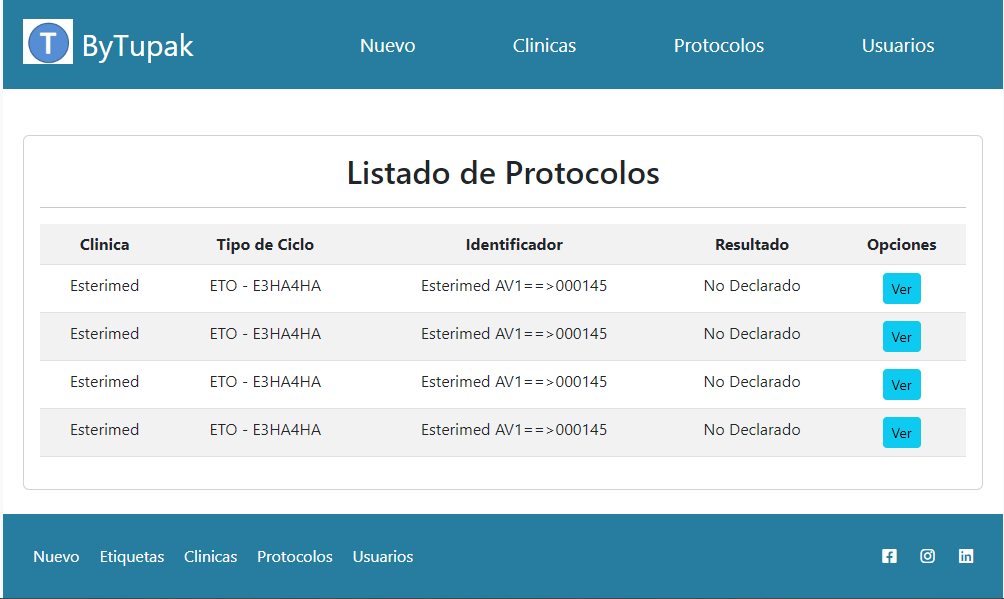 T ByTupak Nuevo Clinicas Protocolos Usuarios
Listado de Protocolos
Clinica Tipo de Ciclo Identificador Resultado Opciones
Esterimed ETO - E3HA4HA Esterimed AV1==>000145 No Declarado Ver
Esterimed ETO - E3HA4HA Esterimed AV1==>000145 No Declarado Ver
Esterimed ETO - E3HA4HA Esterimed AV1==>000145 No Declarado Ver
Esterimed ETO - E3HA4HA Esterimed AV1==>000145 No Declarado Ver
Nuevo Etiquetas Clinicas Protocolos Usuarios